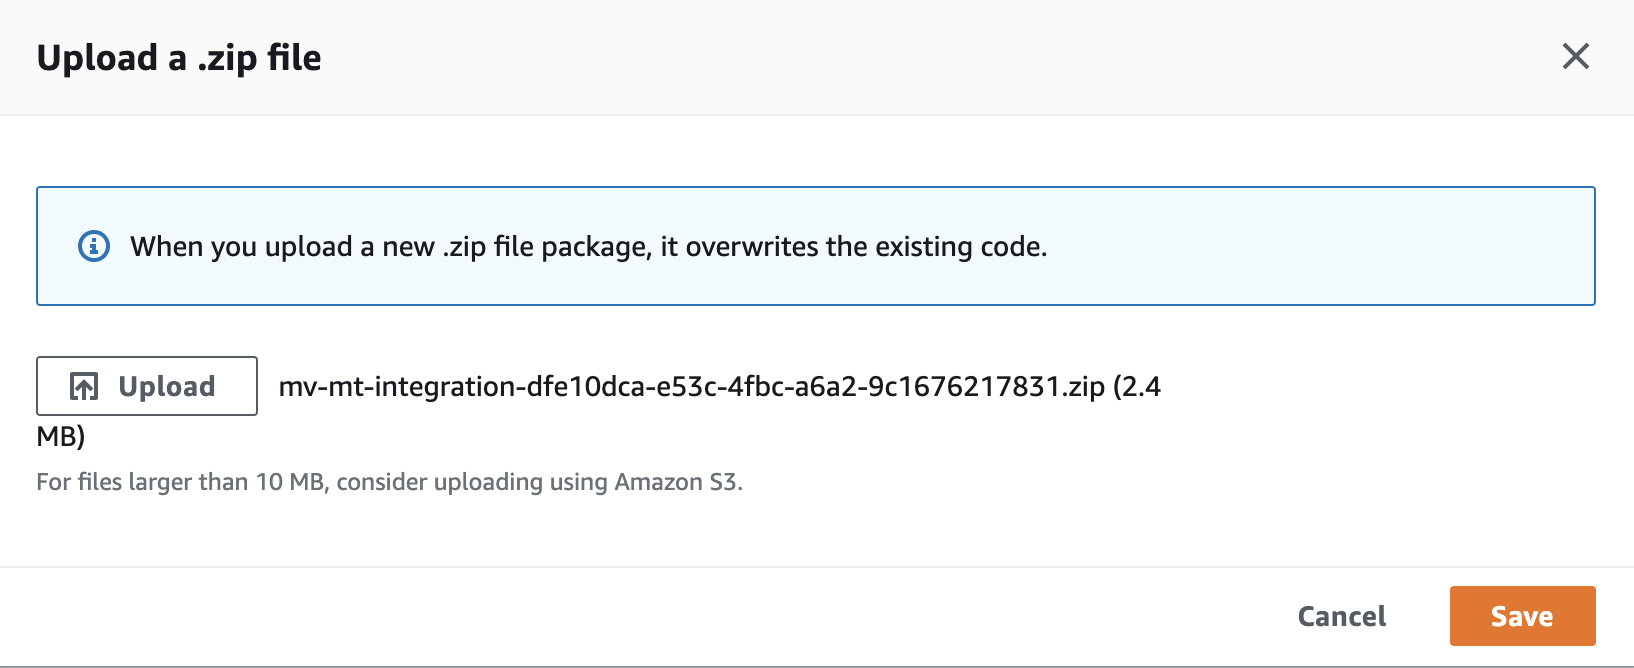 Upload a .zip file
When you upload a new .zip file package, it overwrites the existing code.
Upload mv-mt-integration-dfe10dca-e53c-4fbc-a6a2-9c1676217831.zip (2.4
MB)
For files larger than 10 MB, consider uploading using Amazon S3.
Cancel Save